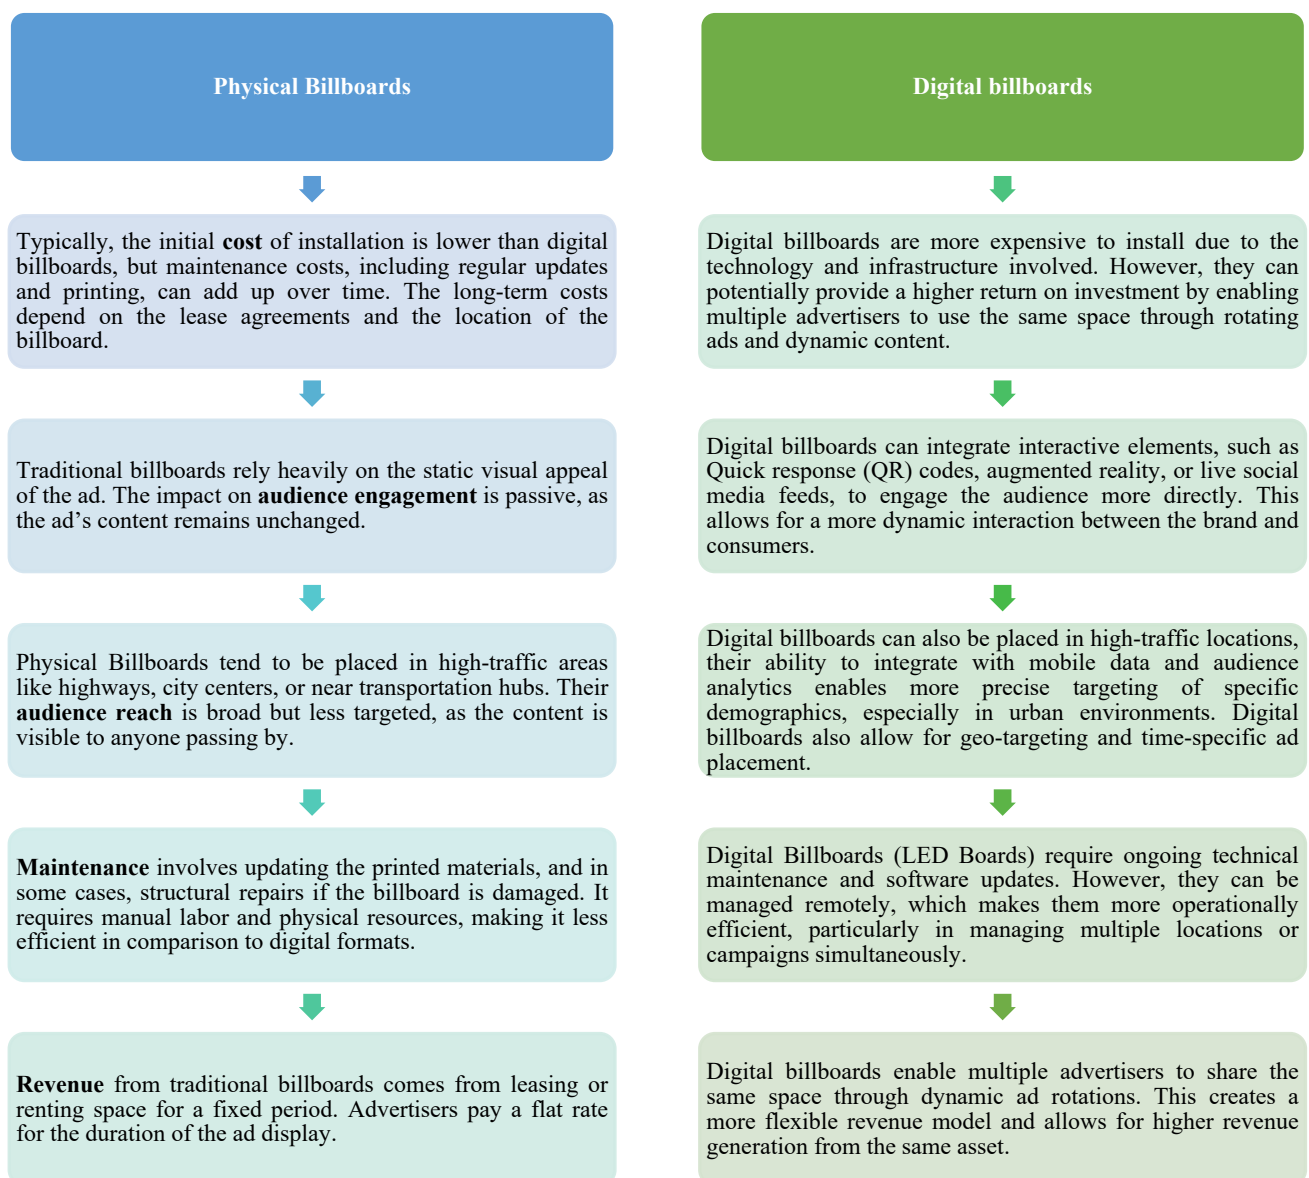 Physical Billboards
Typically, the initial cost of installation is lower than digital
billboards, but maintenance costs, including regular updates
and printing, can add up over time. The long-term costs
depend on the lease agreements and the location of the
billboard.
Traditional billboards rely heavily on the static visual appeal
of the ad. The impact on audience engagement is passive, as
the ad’s content remains unchanged.
Physical Billboards tend to be placed in high-traffic areas
like highways, city centers, or near transportation hubs. Their
audience reach is broad but less targeted, as the content is
visible to anyone passing by.
Maintenance involves updating the printed materials, and in
some cases, structural repairs if the billboard is damaged. It
requires manual labor and physical resources, making it less
efficient in comparison to digital formats.
Revenue from traditional billboards comes from leasing or
renting space for a fixed period. Advertisers pay a flat rate
for the duration of the ad display.
Digital billboards
Digital billboards are more expensive to install due to the
technology and infrastructure involved. However, they can
potentially provide a higher return on investment by enabling
multiple advertisers to use the same space through rotating
ads and dynamic content.
Digital billboards can integrate interactive elements, such as
Quick response (QR) codes, augmented reality, or live social
media feeds, to engage the audience more directly. This
allows for a more dynamic interaction between the brand and
consumers.
Digital billboards can also be placed in high-traffic locations,
their ability to integrate with mobile data and audience
analytics enables more precise targeting of specific
demographics, especially in urban environments. Digital
billboards also allow for geo-targeting and time-specific ad
placement.
Digital Billboards (LED Boards) require ongoing technical
maintenance and software updates. However, they can be
managed remotely, which makes them more operationally
efficient, particularly in managing multiple locations or
campaigns simultaneously.
Digital billboards enable multiple advertisers to share the
same space through dynamic ad rotations. This creates a
more flexible revenue model and allows for higher revenue
generation from the same asset.